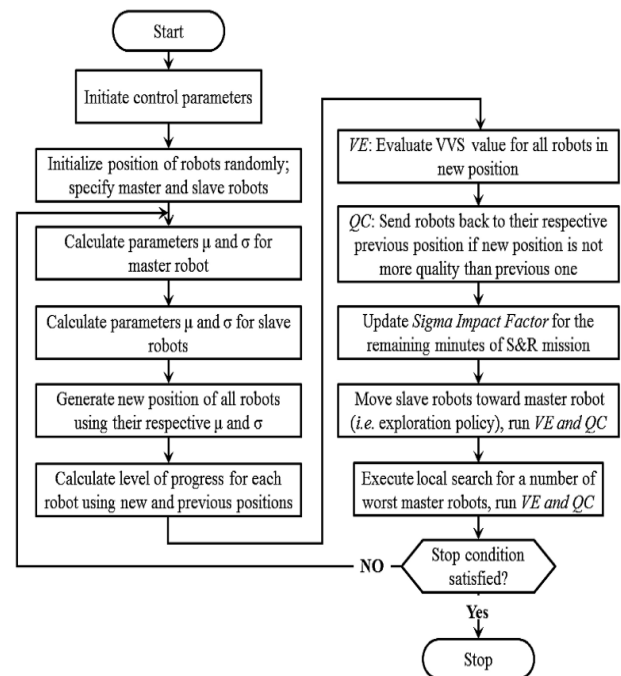 Start
Initiate control parameters
Initialize position of robots randomly;
specify master and slave robots
Calculate parameters μ and σ for
master robot
Calculate parameters μ and σ for slave
robots
Generate new position of all robots
using their respective μ and σ
Calculate level of progress for each
robot using new and previous positions
VE: Evaluate VVS value for all robots in
new position
QC: Send robots back to their respective
previous position if new position is not
more quality than previous one
Update Sigma Impact Factor for the
remaining minutes of S&R mission
Move slave robots toward master robot
(i.e. exploration policy), run VE and QC
Execute local search for a number of
worst master robots, run VE and QC
Stop condition
satisfied?
NO
Yes
Stop